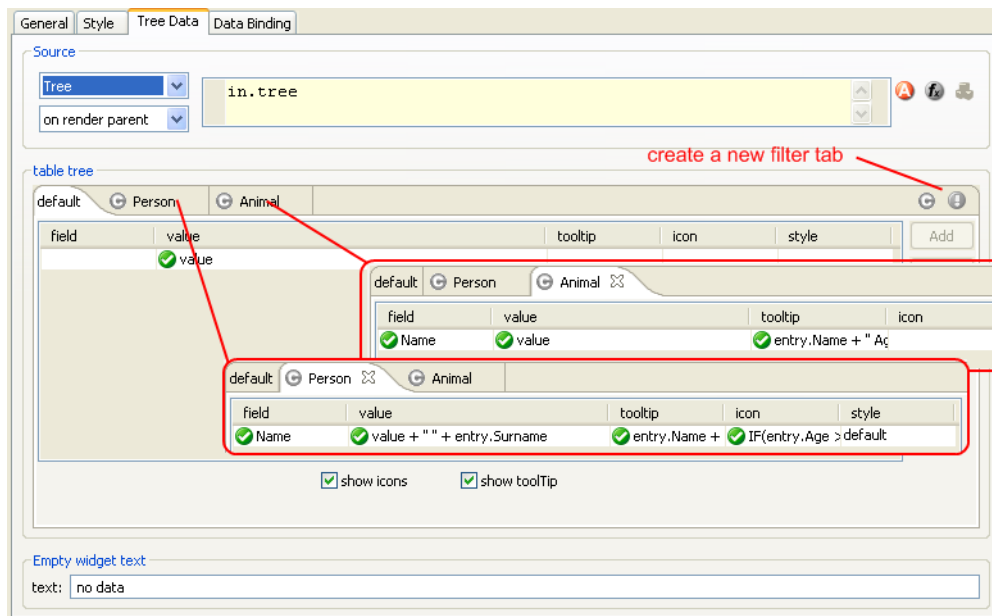 General Style Tree Data Data Binding
Source
Tree
in.tree
on render parent
create a new filter tab
table tree
default Person Animal
field value tooltip icon style Add
value
default Person Animal
field value tooltip icon
Name value entry.Name + " Ag
default Person Animal
field value tooltip icon style
Name value + " " + entry.Surname entry.Name + IF(entry.Age > default
show icons show toolTip
Empty widget text
text: no data